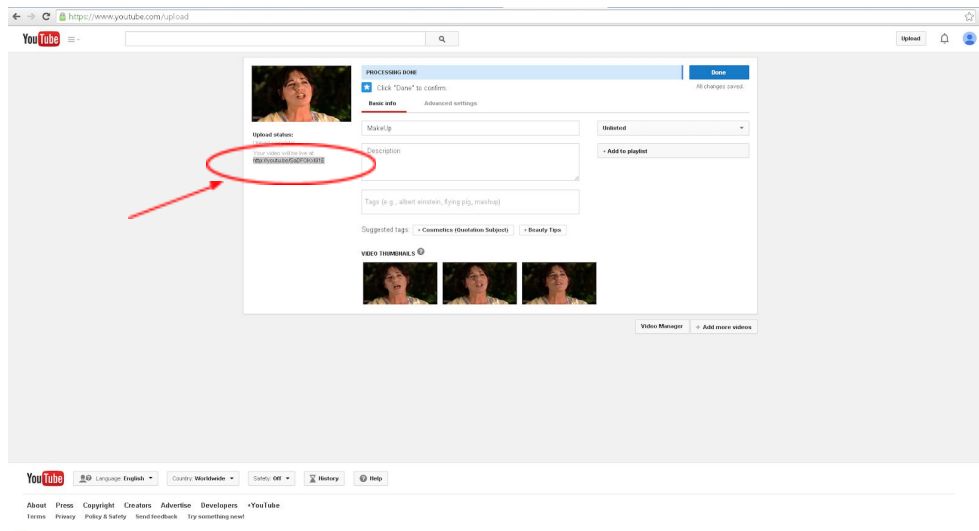 https://www.youtube.com/upload
YouTube
Upload
PROCESSING DONE
Done
Click "Done" to confirm.
All changes saved.
Basic info
Advanced settings
MakeUp
Unlisted
Upload status:
Your video will be live at:
Description
+ Add to playlist
Tags (e.g., albert einstein, flying pig, mashup)
Suggested tags:
+ Cosmetics (Quotation Subject)
+ Beauty Tips
VIDEO THUMBNAILS
Video Manager
+ Add more videos
YouTube
Language: English
Country: Worldwide
Safety: Off
History
Help
About Press Copyright Creators Advertise Developers +YouTube
Terms Privacy Policy & Safety Send feedback Try something new!